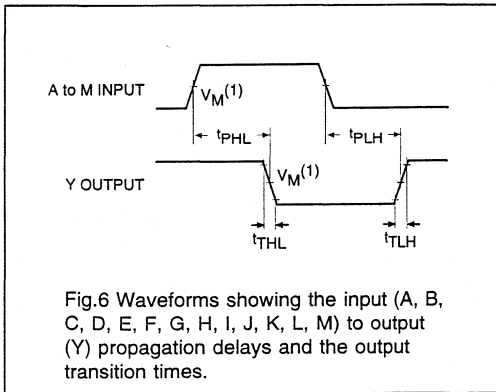 A to M INPUT
VM(1)
tPHL
tPLH
Y OUTPUT
VM(1)
tTHL
tTLH
Fig.6 Waveforms showing the input (A, B,
C, D, E, F, G, H, I, J, K, L, M) to output
(Y) propagation delays and the output
transition times.